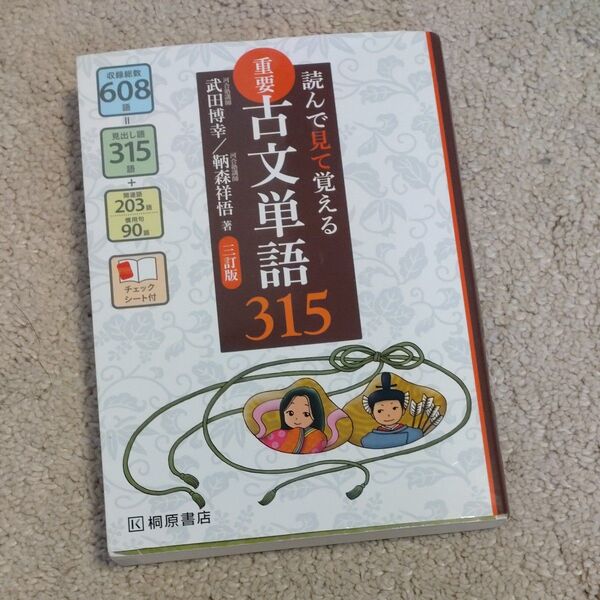 読んで見て覚える
重要
古文単語
315
河合塾講師
武田博幸／
河合塾講師
鞆森祥悟 著
三訂版
収録総数
608
語
=
見出し語
315
語
+
関連語
203語
慣用句
90語
チェック
シート付
K 桐原書店